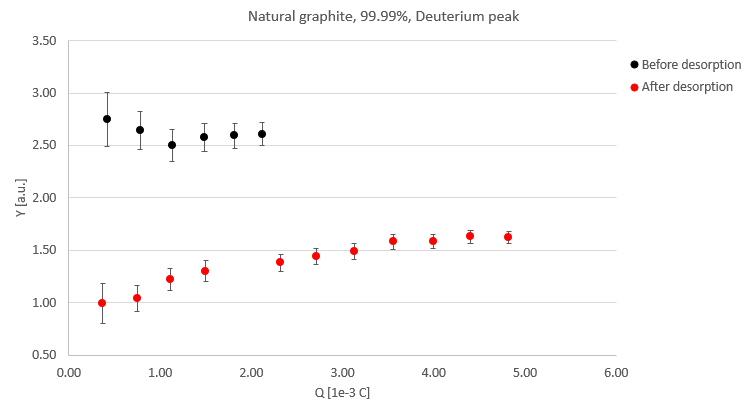 Natural graphite, 99.99%, Deuterium peak
3.50
3.00
2.50
2.00
1.50
1.00
0.50
Y [a.u.]
0.00 1.00 2.00 3.00 4.00 5.00 6.00
Q [1e-3 C]
Before desorption
After desorption